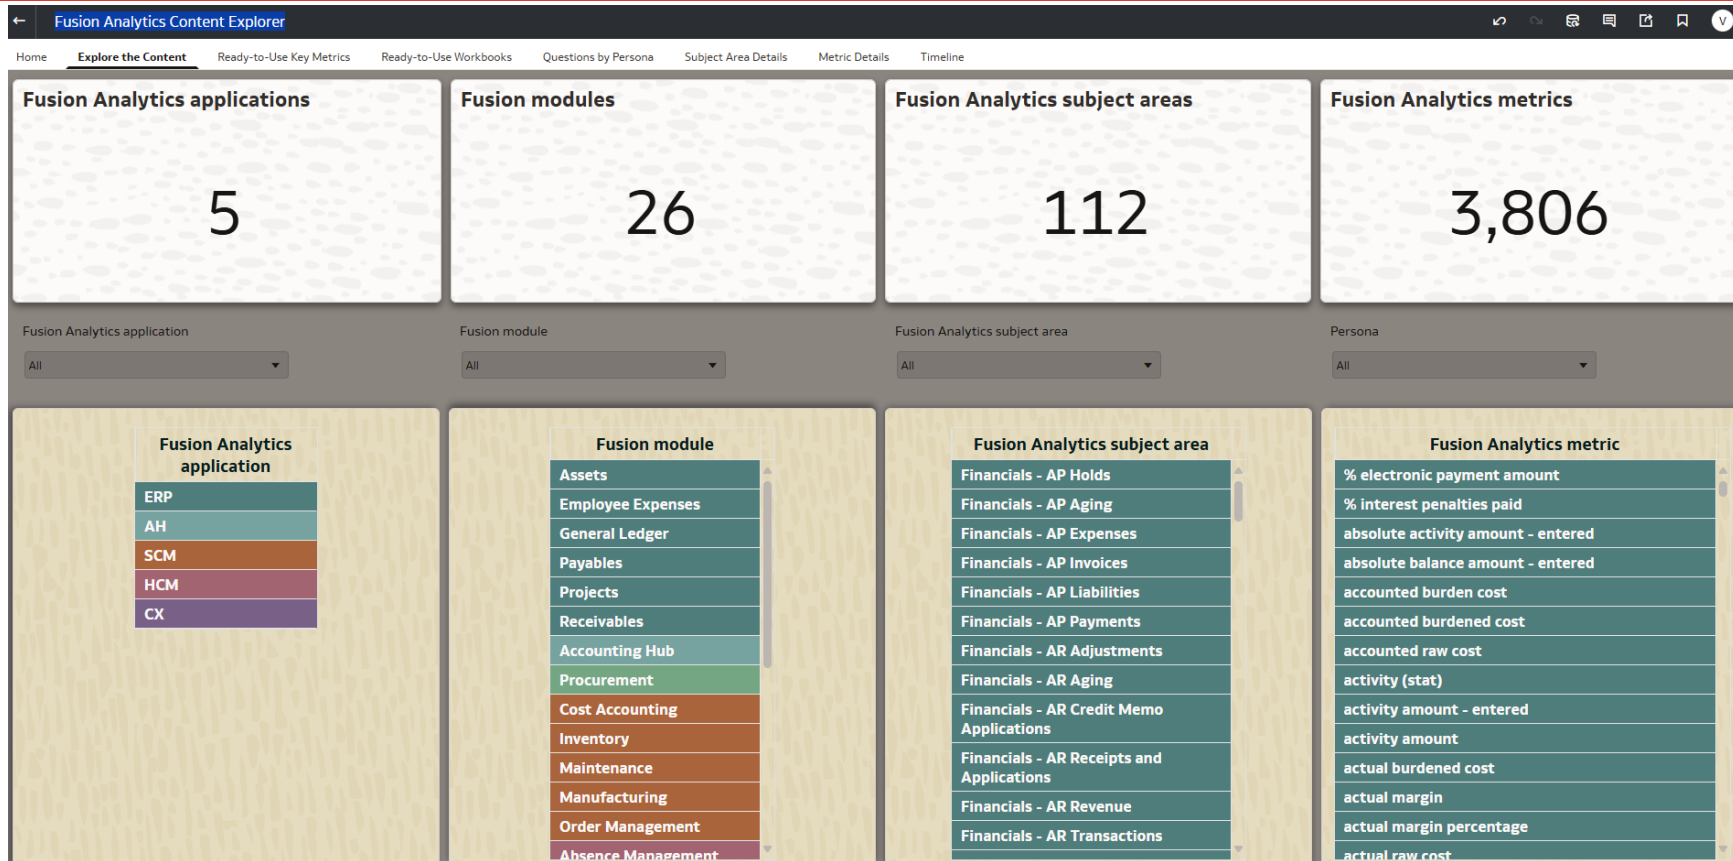 Fusion Analytics Content Explorer
V
Home Explore the Content Ready-to-Use Key Metrics Ready-to-Use Workbooks Questions by Persona Subject Area Details Metric Details Timeline
Fusion Analytics applications
5
Fusion modules
26
Fusion Analytics subject areas
112
Fusion Analytics metrics
3,806
Fusion Analytics application
All
Fusion module
All
Fusion Analytics subject area
All
Persona
All
Fusion Analytics
application
ERP
AH
SCM
HCM
CX
Fusion module
Assets
Employee Expenses
General Ledger
Payables
Projects
Receivables
Accounting Hub
Procurement
Cost Accounting
Inventory
Maintenance
Manufacturing
Order Management
Absence Management
Fusion Analytics subject area
Financials - AP Holds
Financials - AP Aging
Financials - AP Expenses
Financials - AP Invoices
Financials - AP Liabilities
Financials - AP Payments
Financials - AR Adjustments
Financials - AR Aging
Financials - AR Credit Memo
Applications
Financials - AR Receipts and
Applications
Financials - AR Revenue
Financials - AR Transactions
Fusion Analytics metric
% electronic payment amount
% interest penalties paid
absolute activity amount - entered
absolute balance amount - entered
accounted burden cost
accounted burdened cost
accounted raw cost
activity (stat)
activity amount - entered
activity amount
actual burdened cost
actual margin
actual margin percentage
actual raw cost